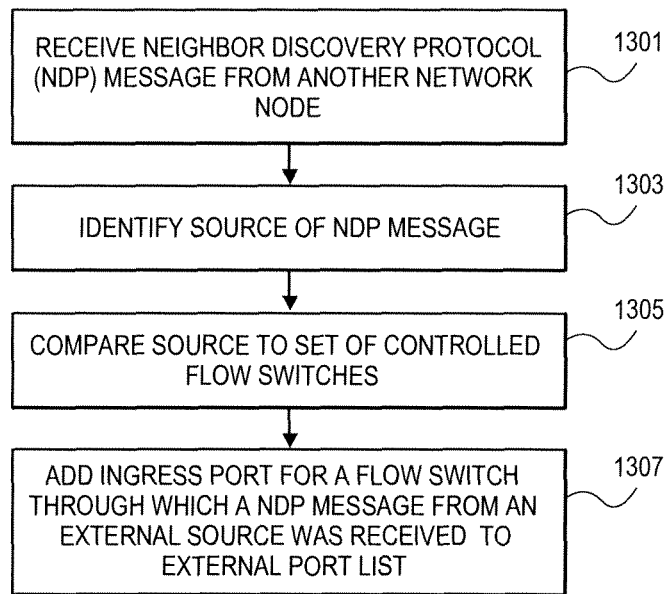 RECEIVE NEIGHBOR DISCOVERY PROTOCOL
(NDP) MESSAGE FROM ANOTHER NETWORK
NODE
1301
IDENTIFY SOURCE OF NDP MESSAGE
1303
COMPARE SOURCE TO SET OF CONTROLLED
FLOW SWITCHES
1305
ADD INGRESS PORT FOR A FLOW SWITCH
THROUGH WHICH A NDP MESSAGE FROM AN
EXTERNAL SOURCE WAS RECEIVED TO
EXTERNAL PORT LIST
1307